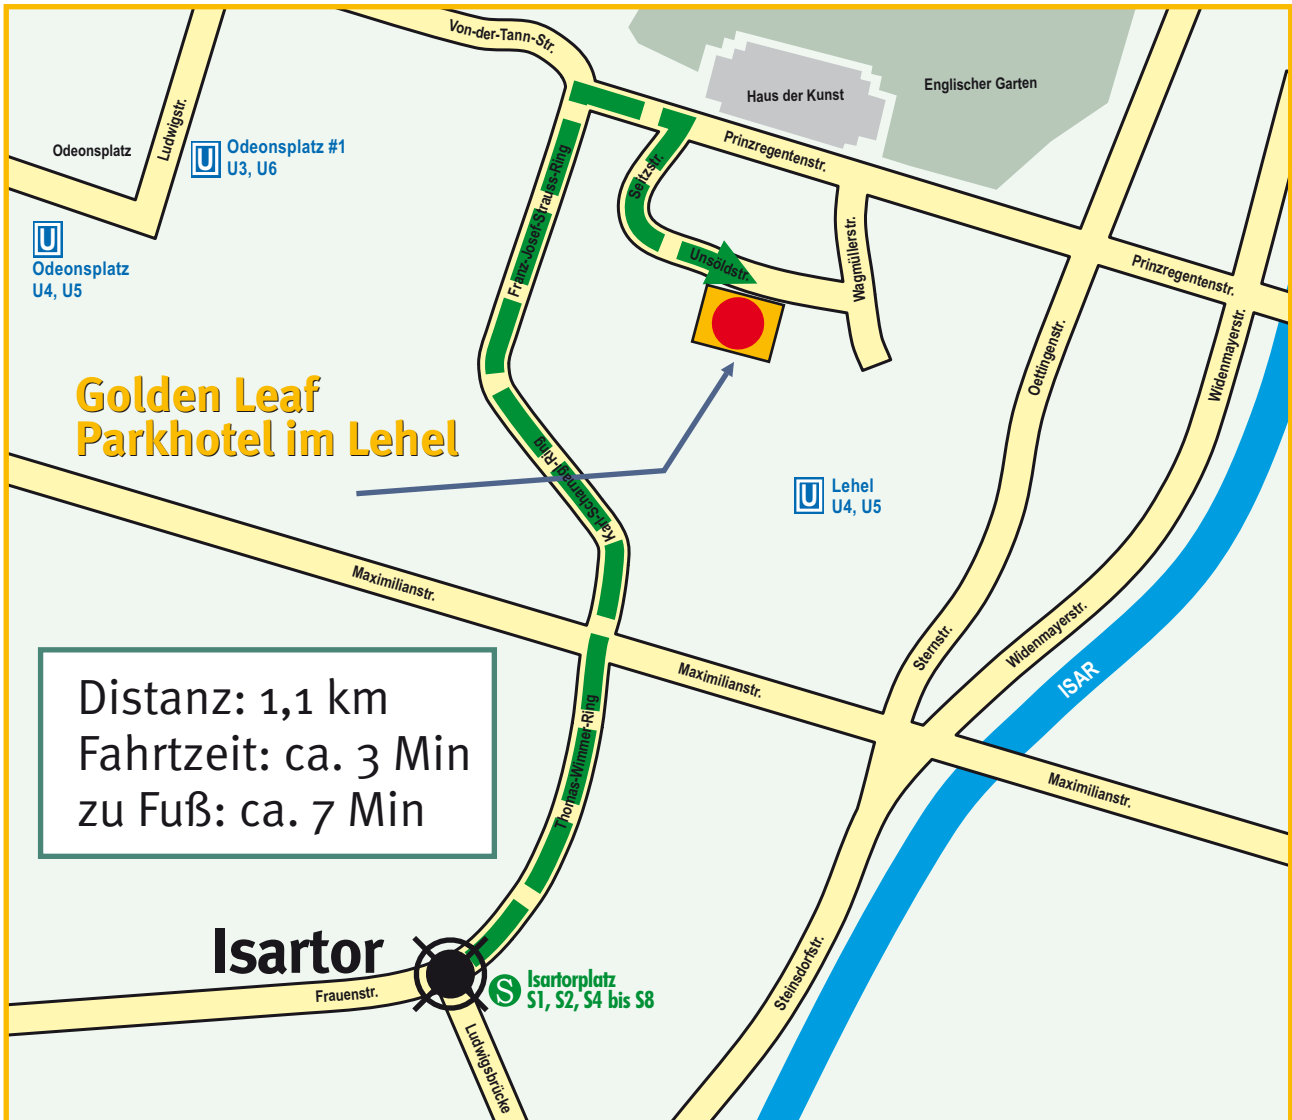 Von-der-Tann-Str.
Ludwigstr.
Odeonsplatz
U
Odeonsplatz #1
U3, U6
U
Odeonsplatz
U4, U5
Haus der Kunst
Englischer Garten
Prinzregentenstr.
Seitzstr.
Franz-Josef-Strauss-Ring
Unsöldstr.
Wagmüllerstr.
Prinzregentenstr.
Oettingenstr.
Widenmayerstr.
Golden Leaf
Parkhotel im Lehel
Karl-Scharnagl-Ring
U
Lehel
U4, U5
Maximilianstr.
Maximilianstr.
Sternstr.
Widenmayerstr.
ISAR
Maximilianstr.
Distanz: 1,1 km
Fahrtzeit: ca. 3 Min
zu Fuß: ca. 7 Min
Thomas-Wimmer-Ring
Isartor
Frauenstr.
S
Isartorplatz
S1, S2, S4 bis S8
Steinsdorfstr.
Ludwigsbrücke